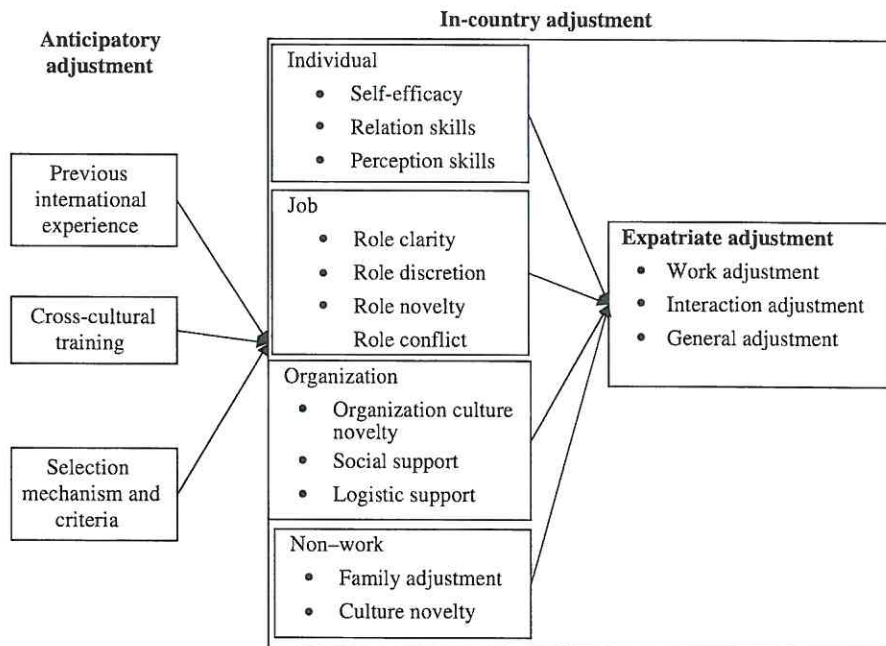 In-country adjustment
Anticipatory
adjustment
Previous
international
experience
Cross-cultural
training
Selection
mechanism and
criteria
Individual
• Self-efficacy
• Relation skills
• Perception skills
Job
• Role clarity
• Role discretion
• Role novelty
Role conflict
Organization
• Organization culture
novelty
• Social support
• Logistic support
Non–work
• Family adjustment
• Culture novelty
Expatriate adjustment
• Work adjustment
• Interaction adjustment
• General adjustment